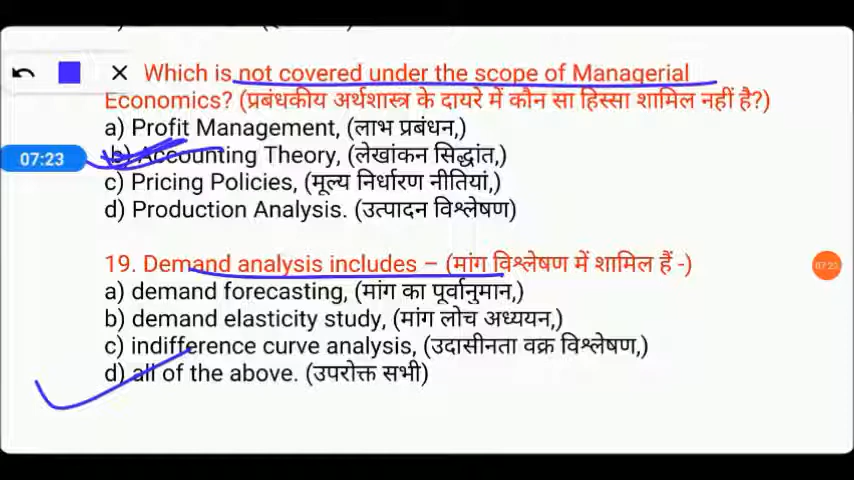 Which is not covered under the scope of Managerial
Economics? (प्रबंधकीय अर्थशास्त्र के दायरे में कौन सा हिस्सा शामिल नहीं है?)
a) Profit Management, (लाभ प्रबंधन,)
b) Accounting Theory, (लेखांकन सिद्धांत,)
07:23
c) Pricing Policies, (मूल्य निर्धारण नीतियां,)
d) Production Analysis. (उत्पादन विश्लेषण)
19. Demand analysis includes – (मांग विश्लेषण में शामिल हैं -)
a) demand forecasting, (मांग का पूर्वानुमान,)
b) demand elasticity study, (मांग लोच अध्ययन,)
c) indifference curve analysis, (उदासीनता वक्र विश्लेषण,)
d) all of the above. (उपरोक्त सभी)